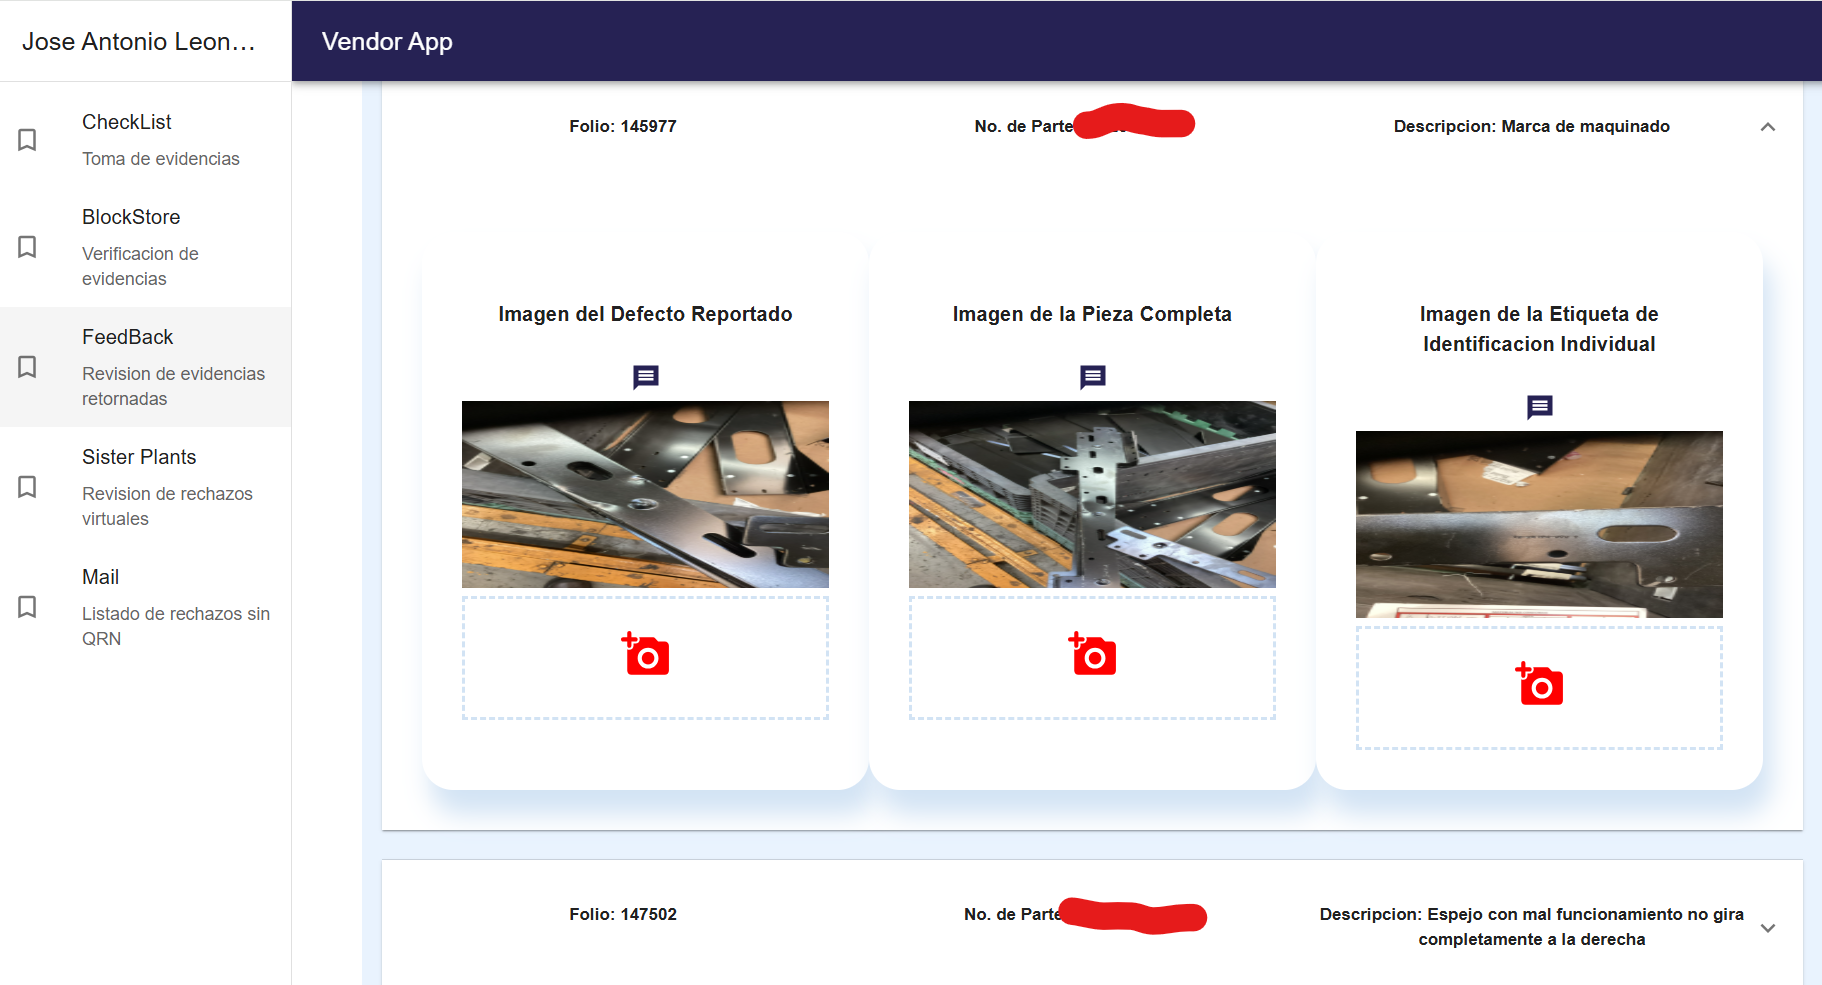 Jose Antonio Leon…
Vendor App
CheckList
Toma de evidencias
BlockStore
Verificacion de
evidencias
FeedBack
Revision de evidencias
retornadas
Sister Plants
Revision de rechazos
virtuales
Mail
Listado de rechazos sin
QRN
Folio: 145977
No. de Parte
Descripcion: Marca de maquinado
Imagen del Defecto Reportado
Imagen de la Pieza Completa
Imagen de la Etiqueta de
Identificacion Individual
Folio: 147502
No. de Parte
Descripcion: Espejo con mal funcionamiento no gira
completamente a la derecha